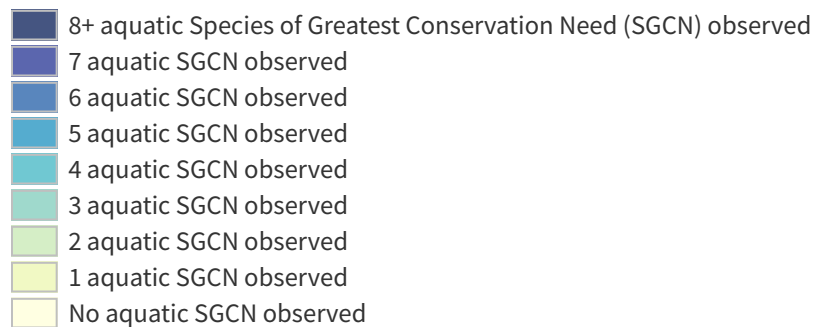 8+ aquatic Species of Greatest Conservation Need (SGCN) observed
7 aquatic SGCN observed
6 aquatic SGCN observed
5 aquatic SGCN observed
4 aquatic SGCN observed
3 aquatic SGCN observed
2 aquatic SGCN observed
1 aquatic SGCN observed
No aquatic SGCN observed